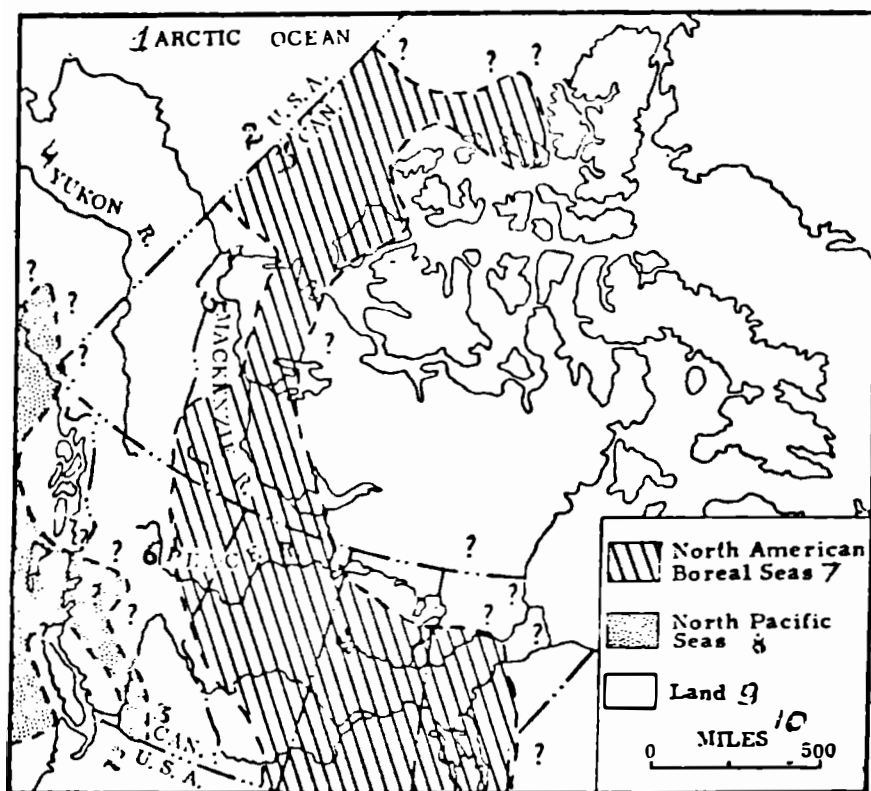 1 ARCTIC OCEAN
2 U.S.A.
3 CAN.
4 YUKON R.
5 MACKENZIE R.
6 PEACE R.
? ? ? ? ? ? ? ? ? ? ? ? ? ? ? ?
3 CAN.
2 U.S.A.
North American
Boreal Seas 7
North Pacific
Seas 8
Land 9
MILES 10
0 500